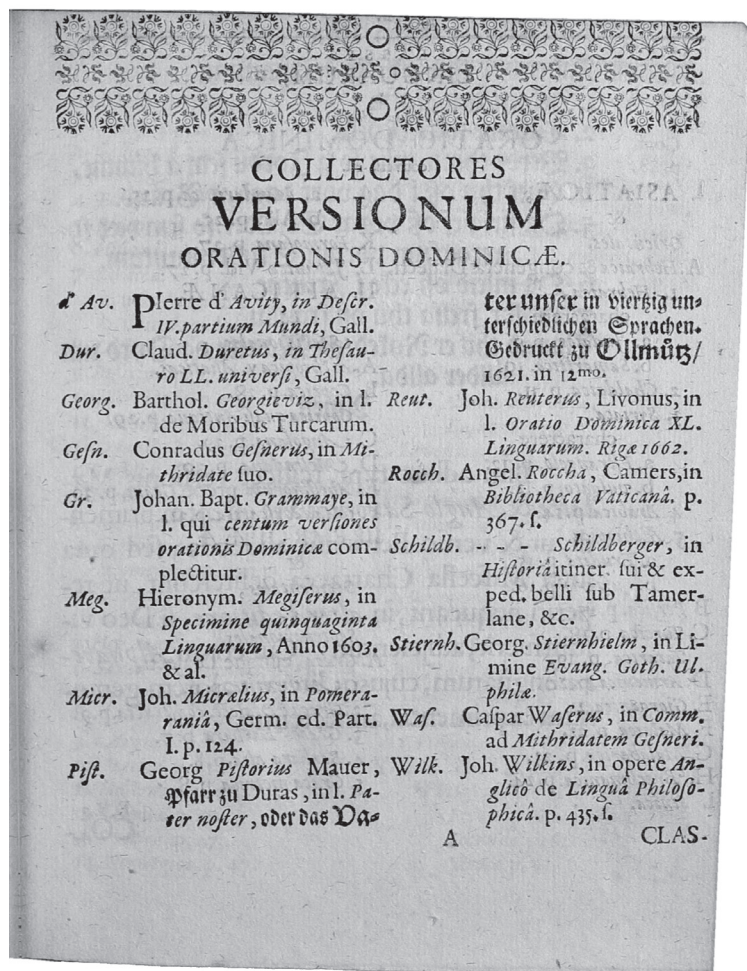 COLLECTORES
VERSIONUM
ORATIONIS DOMINICÆ.
d' Av. PIerre d' Avity, in Deſcr.
IV. partium Mundi, Gall.
Dur. Claud. Duretus, in Theſau-
ro LL. univerſi, Gall.
Georg. Barthol. Georgieviz, in l.
de Moribus Turcarum.
Geſn. Conradus Geſnerus, in Mi-
thridate ſuo.
Gr. Johan. Bapt. Grammaye, in
l. qui centum verſiones
orationis Dominicæ com-
plectitur.
Meg. Hieronym. Megiſerus, in
Specimine quinquaginta
Linguarum, Anno 1603.
& al.
Micr. Joh. Micrælius, in Pomera-
raniâ, Germ. ed. Part.
I. p. 124.
Piſt. Georg Piſtorius Mauer,
Pfarr zu Duras, in l. Pa-
ter noſter, oder das Va-
ter unſer in viertzig un-
terſchiedlichen Sprachen.
Gedruckt zu Ollmütz/
1621. in 12mo.
Reut. Joh. Reuterus, Livonus, in
l. Oratio Dominica XL.
Linguarum. Rigæ 1662.
Rocch. Angel. Roccha, Camers, in
Bibliotheca Vaticanâ. p.
367. ſ.
Schildb. - - - Schildberger, in
Hiſtoriâ itiner. ſui & ex-
ped. belli ſub Tamer-
lane, &c.
Stiernh. Georg. Stiernhielm, in Li-
mine Evang. Goth. Ul.
philæ.
Waſ. Caſpar Waſerus, in Comm.
ad Mithridatem Geſneri.
Wilk. Joh. Wilkins, in opere An-
glicô de Linguâ Philoſo-
phicâ. p. 435. ſ.
A CLAS-